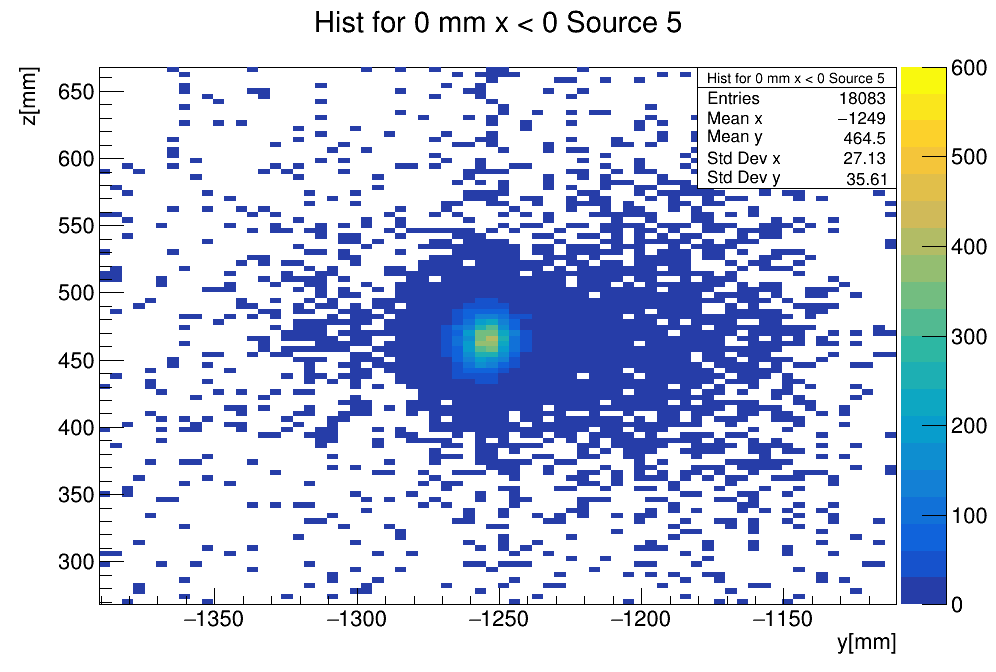 Hist for 0 mm x < 0 Source 5
z[mm]
Hist for 0 mm x < 0 Source 5
Entries 18083
Mean x −1249
Mean y 464.5
Std Dev x 27.13
Std Dev y 35.61
650
600
550
500
450
400
350
300
−1350 −1300 −1250 −1200 −1150
y[mm]
600
500
400
300
200
100
0